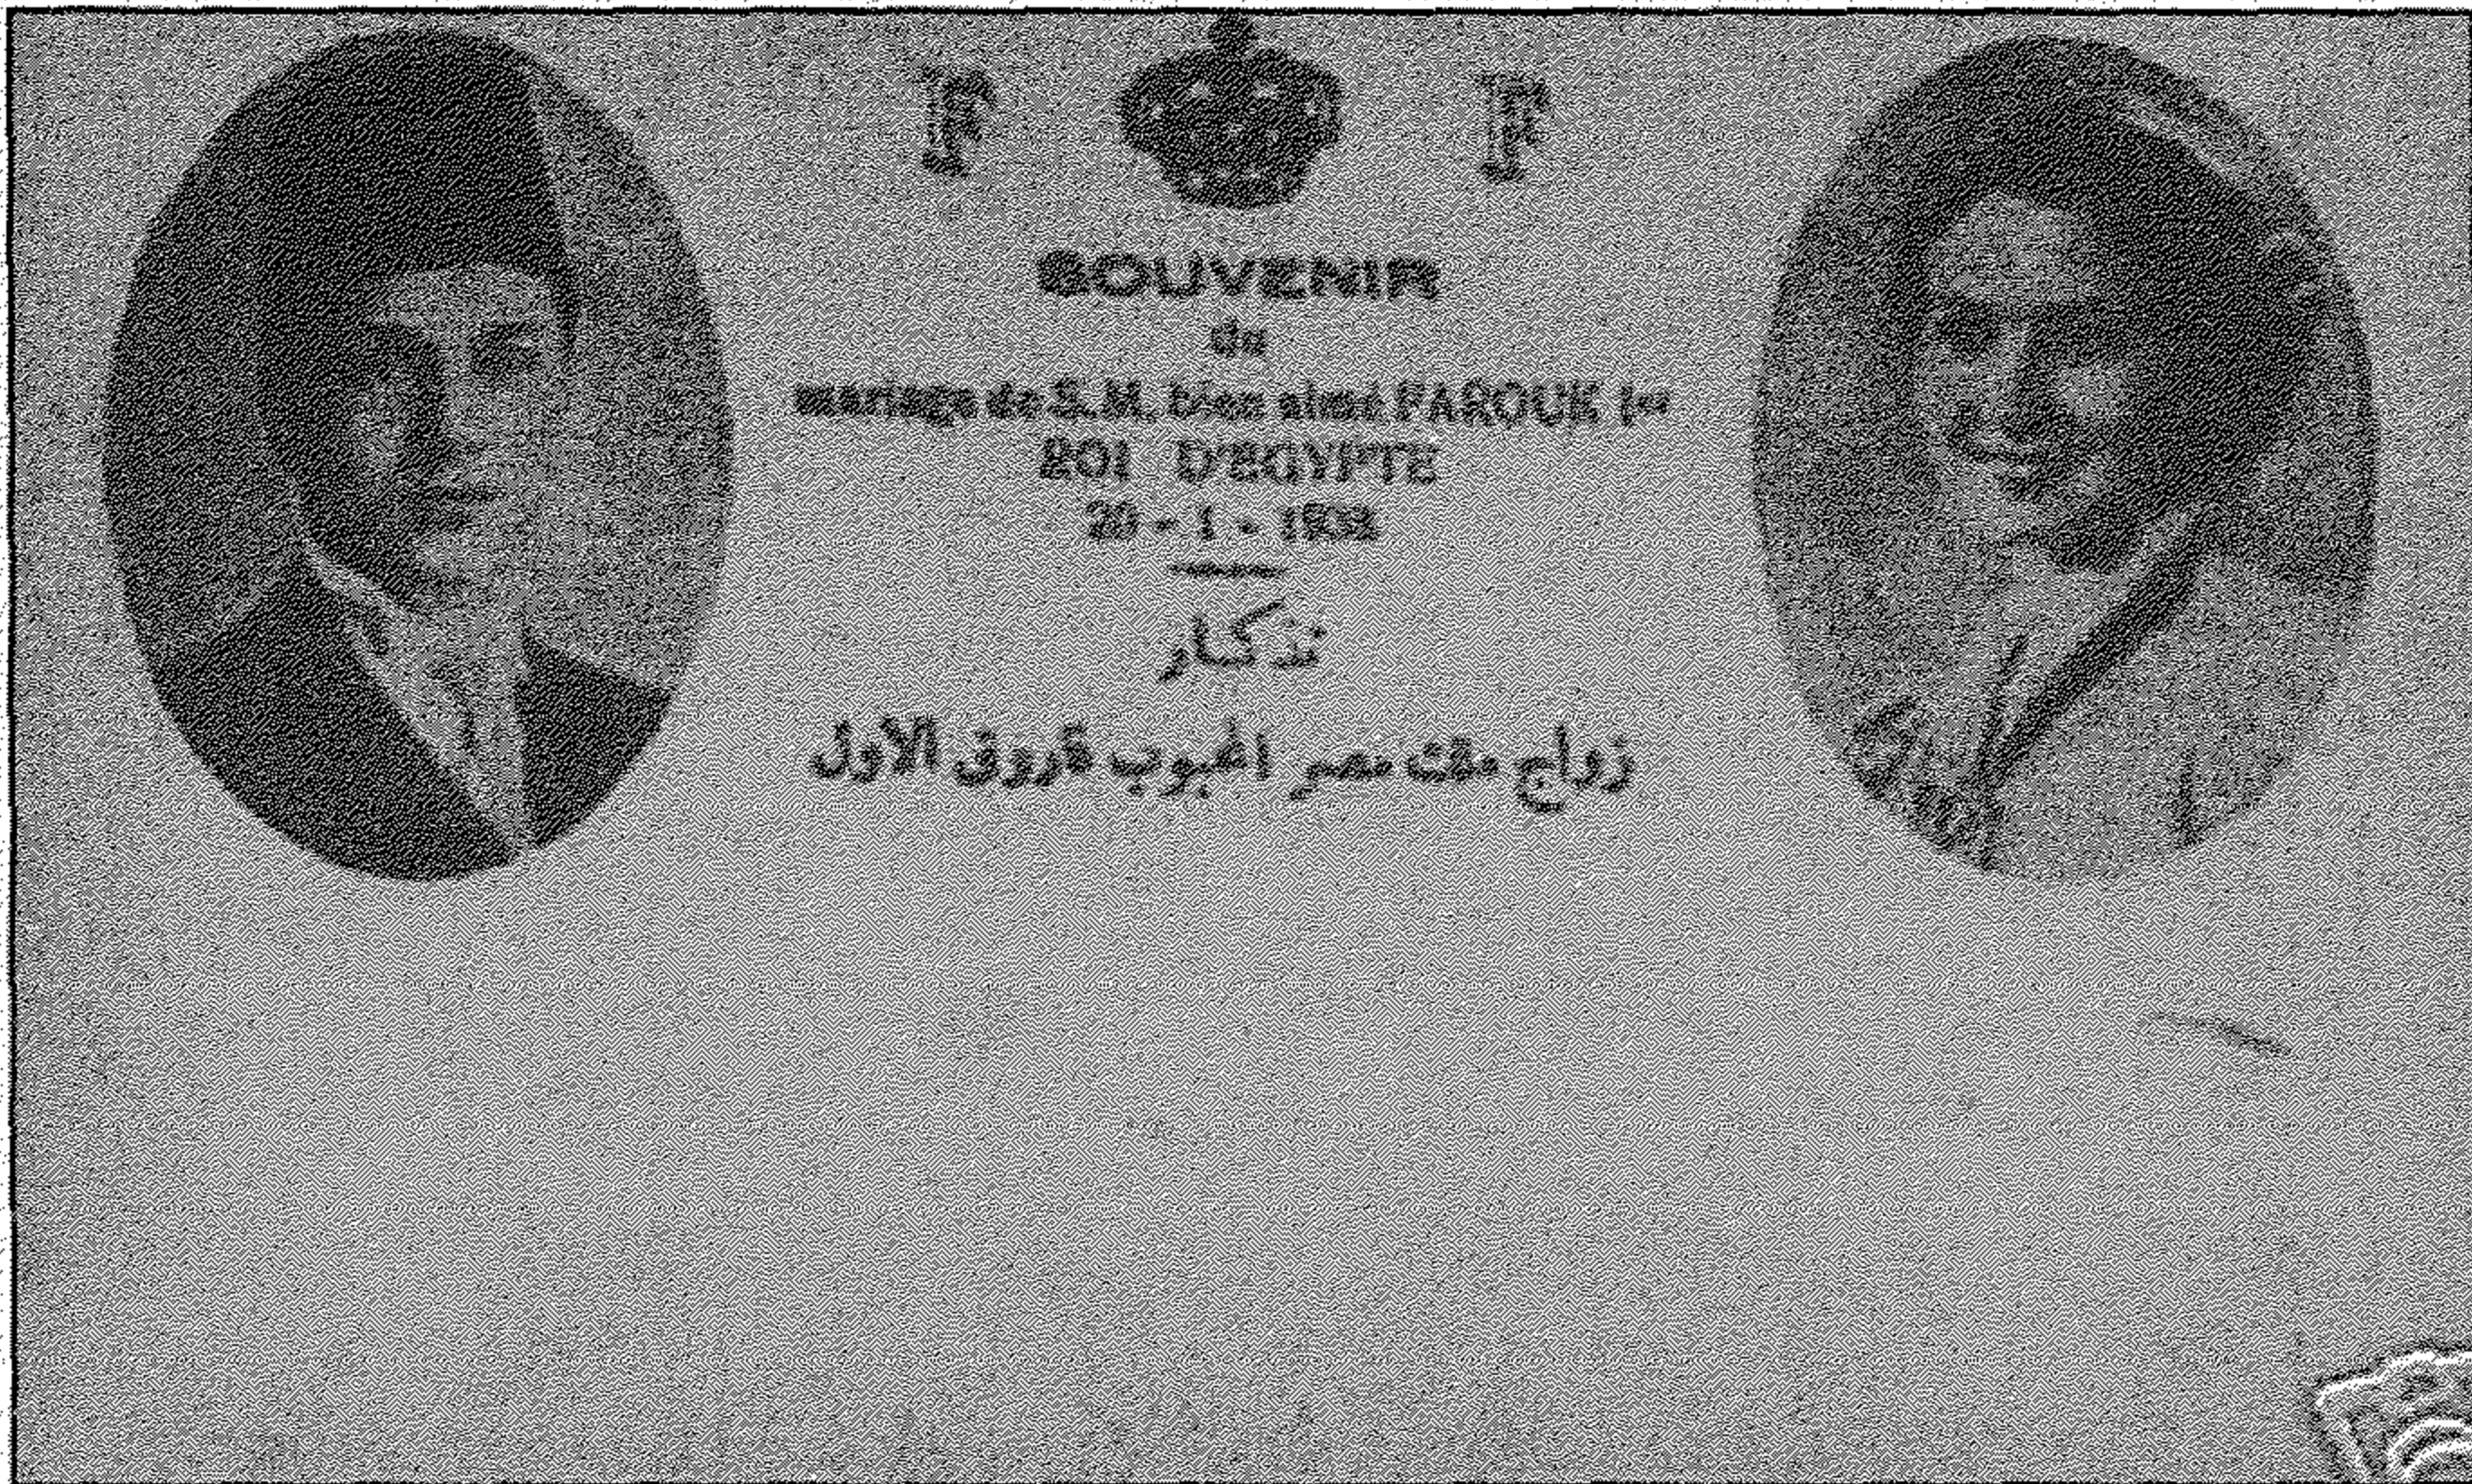 F F
SOUVENIR
du
mariage de S.M. bien aimé FAROUK 1er
ROI D'EGYPTE
20 - 1 - 1938
تذكار
زواج ملك مصر المحبوب فاروق الاول